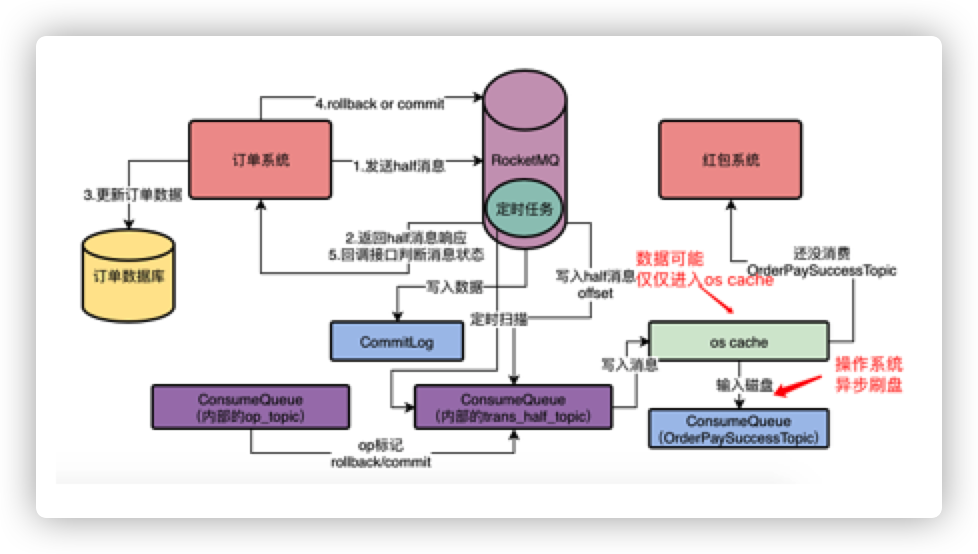 4.rollback or commit
订单系统
1.发送half消息
RocketMQ
红包系统
3.更新订单数据
定时任务
2.返回half消息响应
5.回调接口判断消息状态
订单数据库
写入数据
写入half消息
offset
数据可能
仅仅进入os cache
还没消费
OrderPaySuccessTopic
定时扫描
CommitLog
os cache
写入消息
输入磁盘
操作系统
异步刷盘
ConsumeQueue
（内部的op_topic）
ConsumeQueue
（内部的trans_half_topic）
ConsumeQueue
（OrderPaySuccessTopic）
op标记
rollback/commit